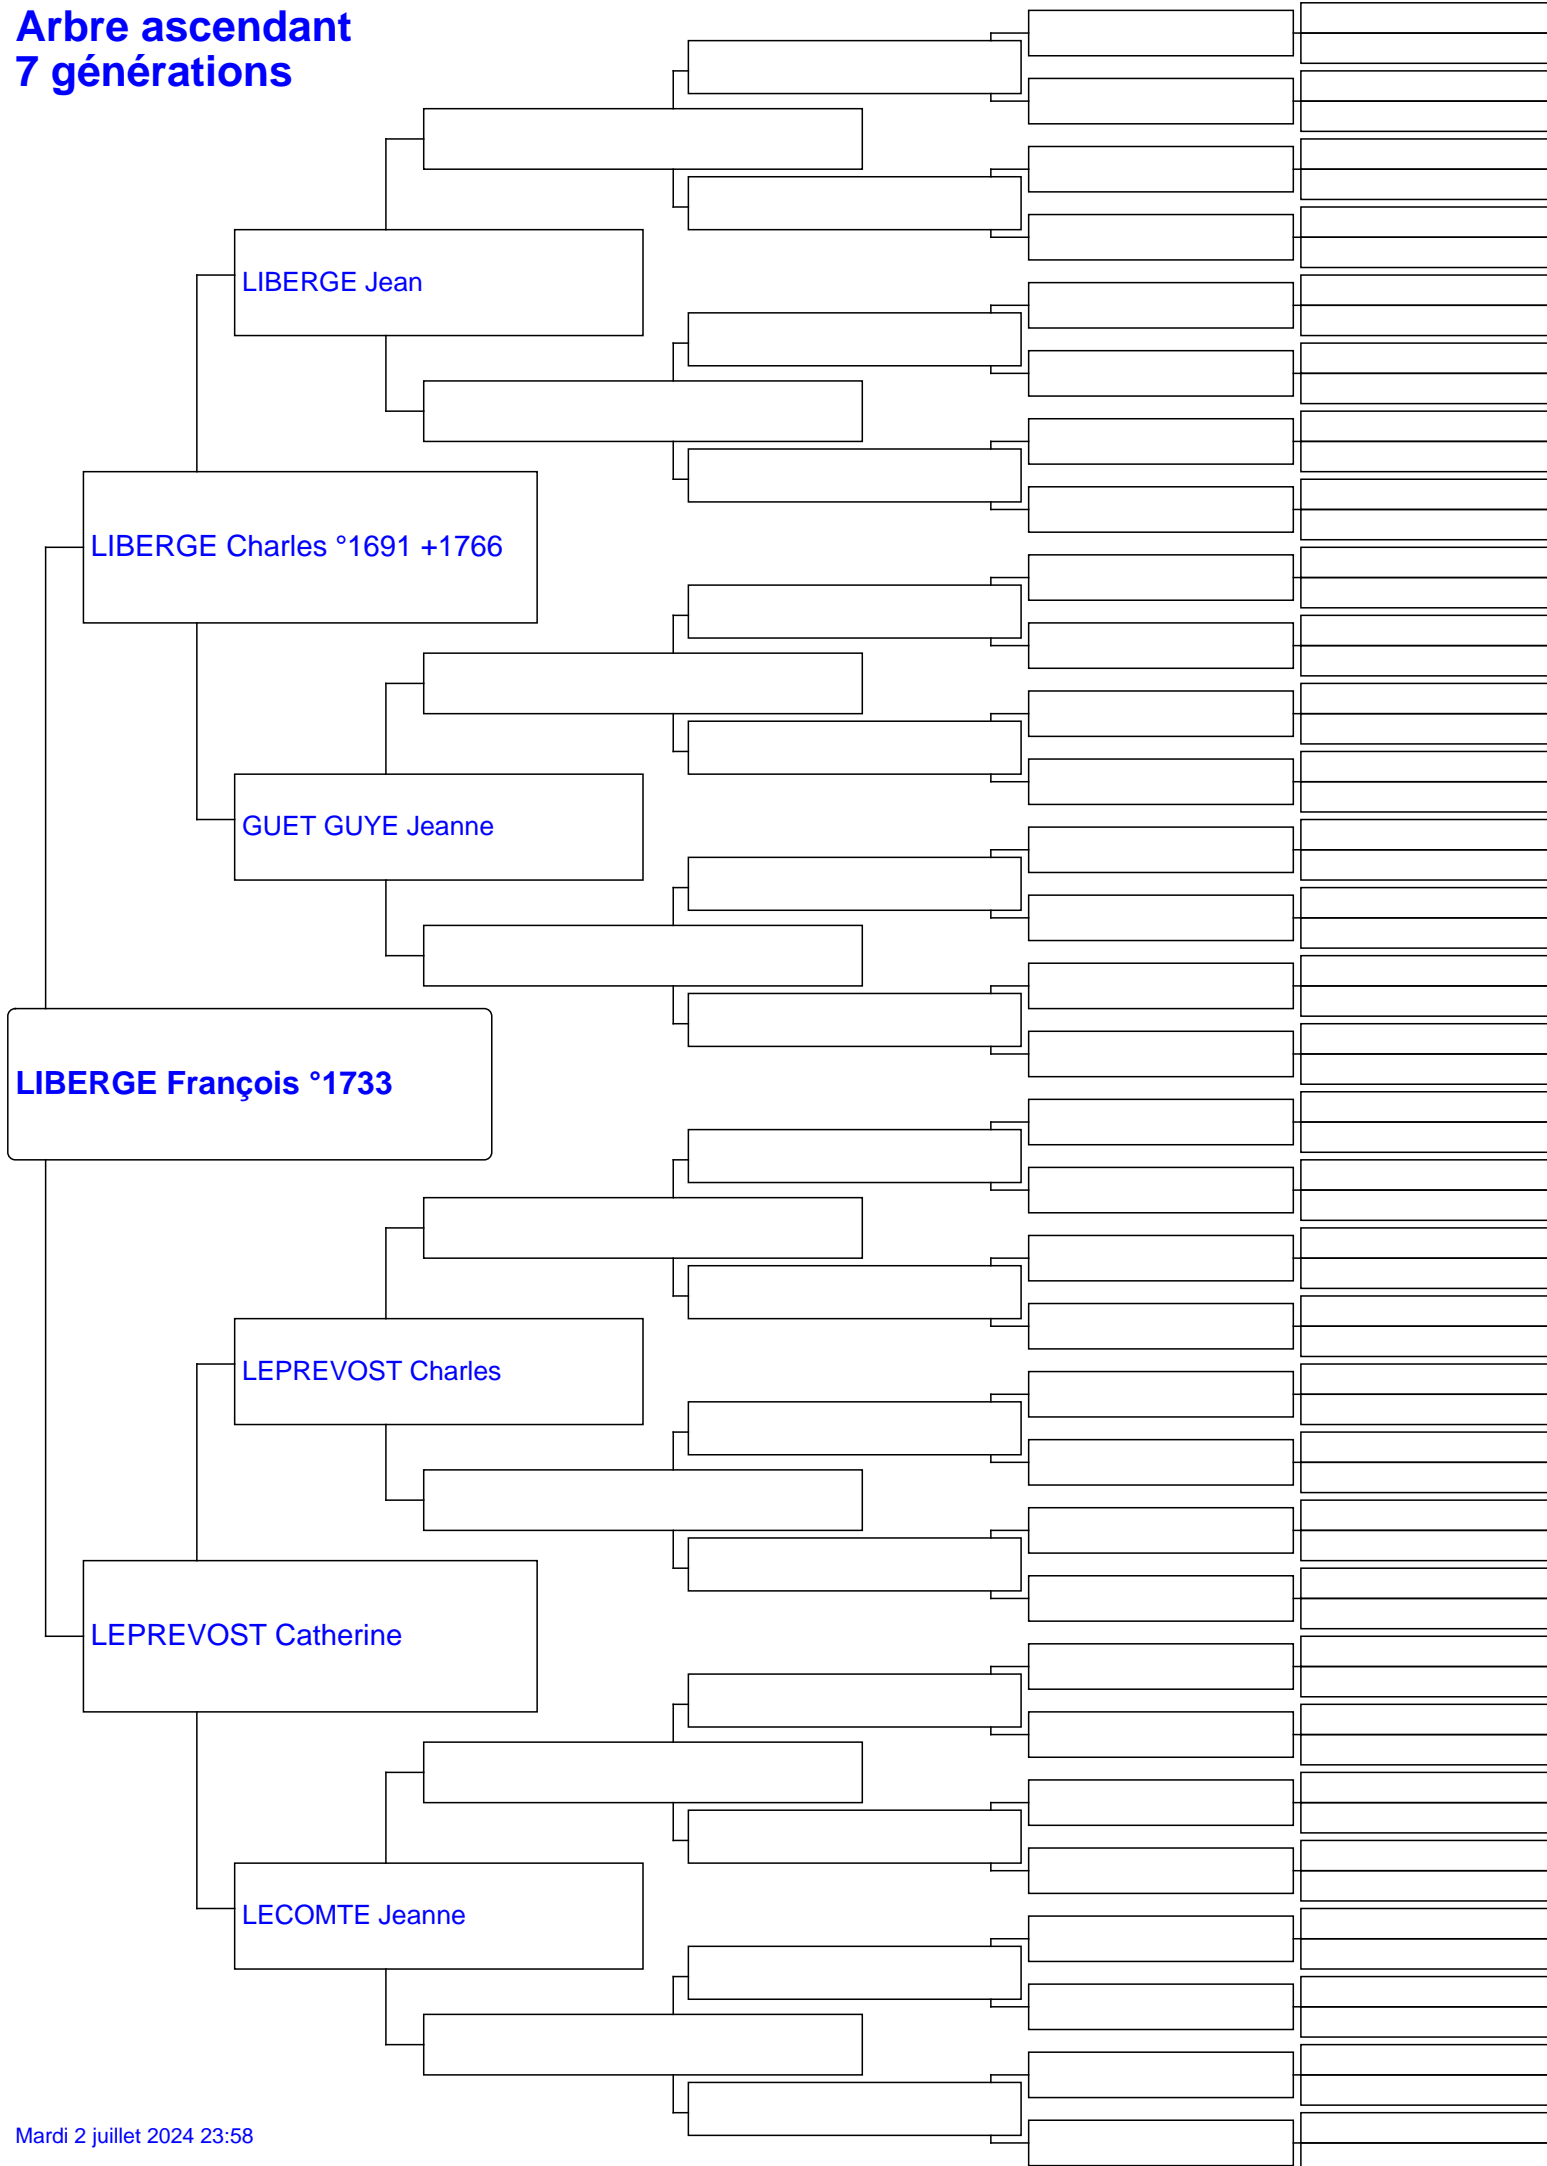 Arbre ascendant
7 générations
LIBERGE Jean
LIBERGE Charles °1691 +1766
GUET GUYE Jeanne
LIBERGE François °1733
LEPREVOST Charles
LEPREVOST Catherine
LECOMTE Jeanne
Mardi 2 juillet 2024 23:58